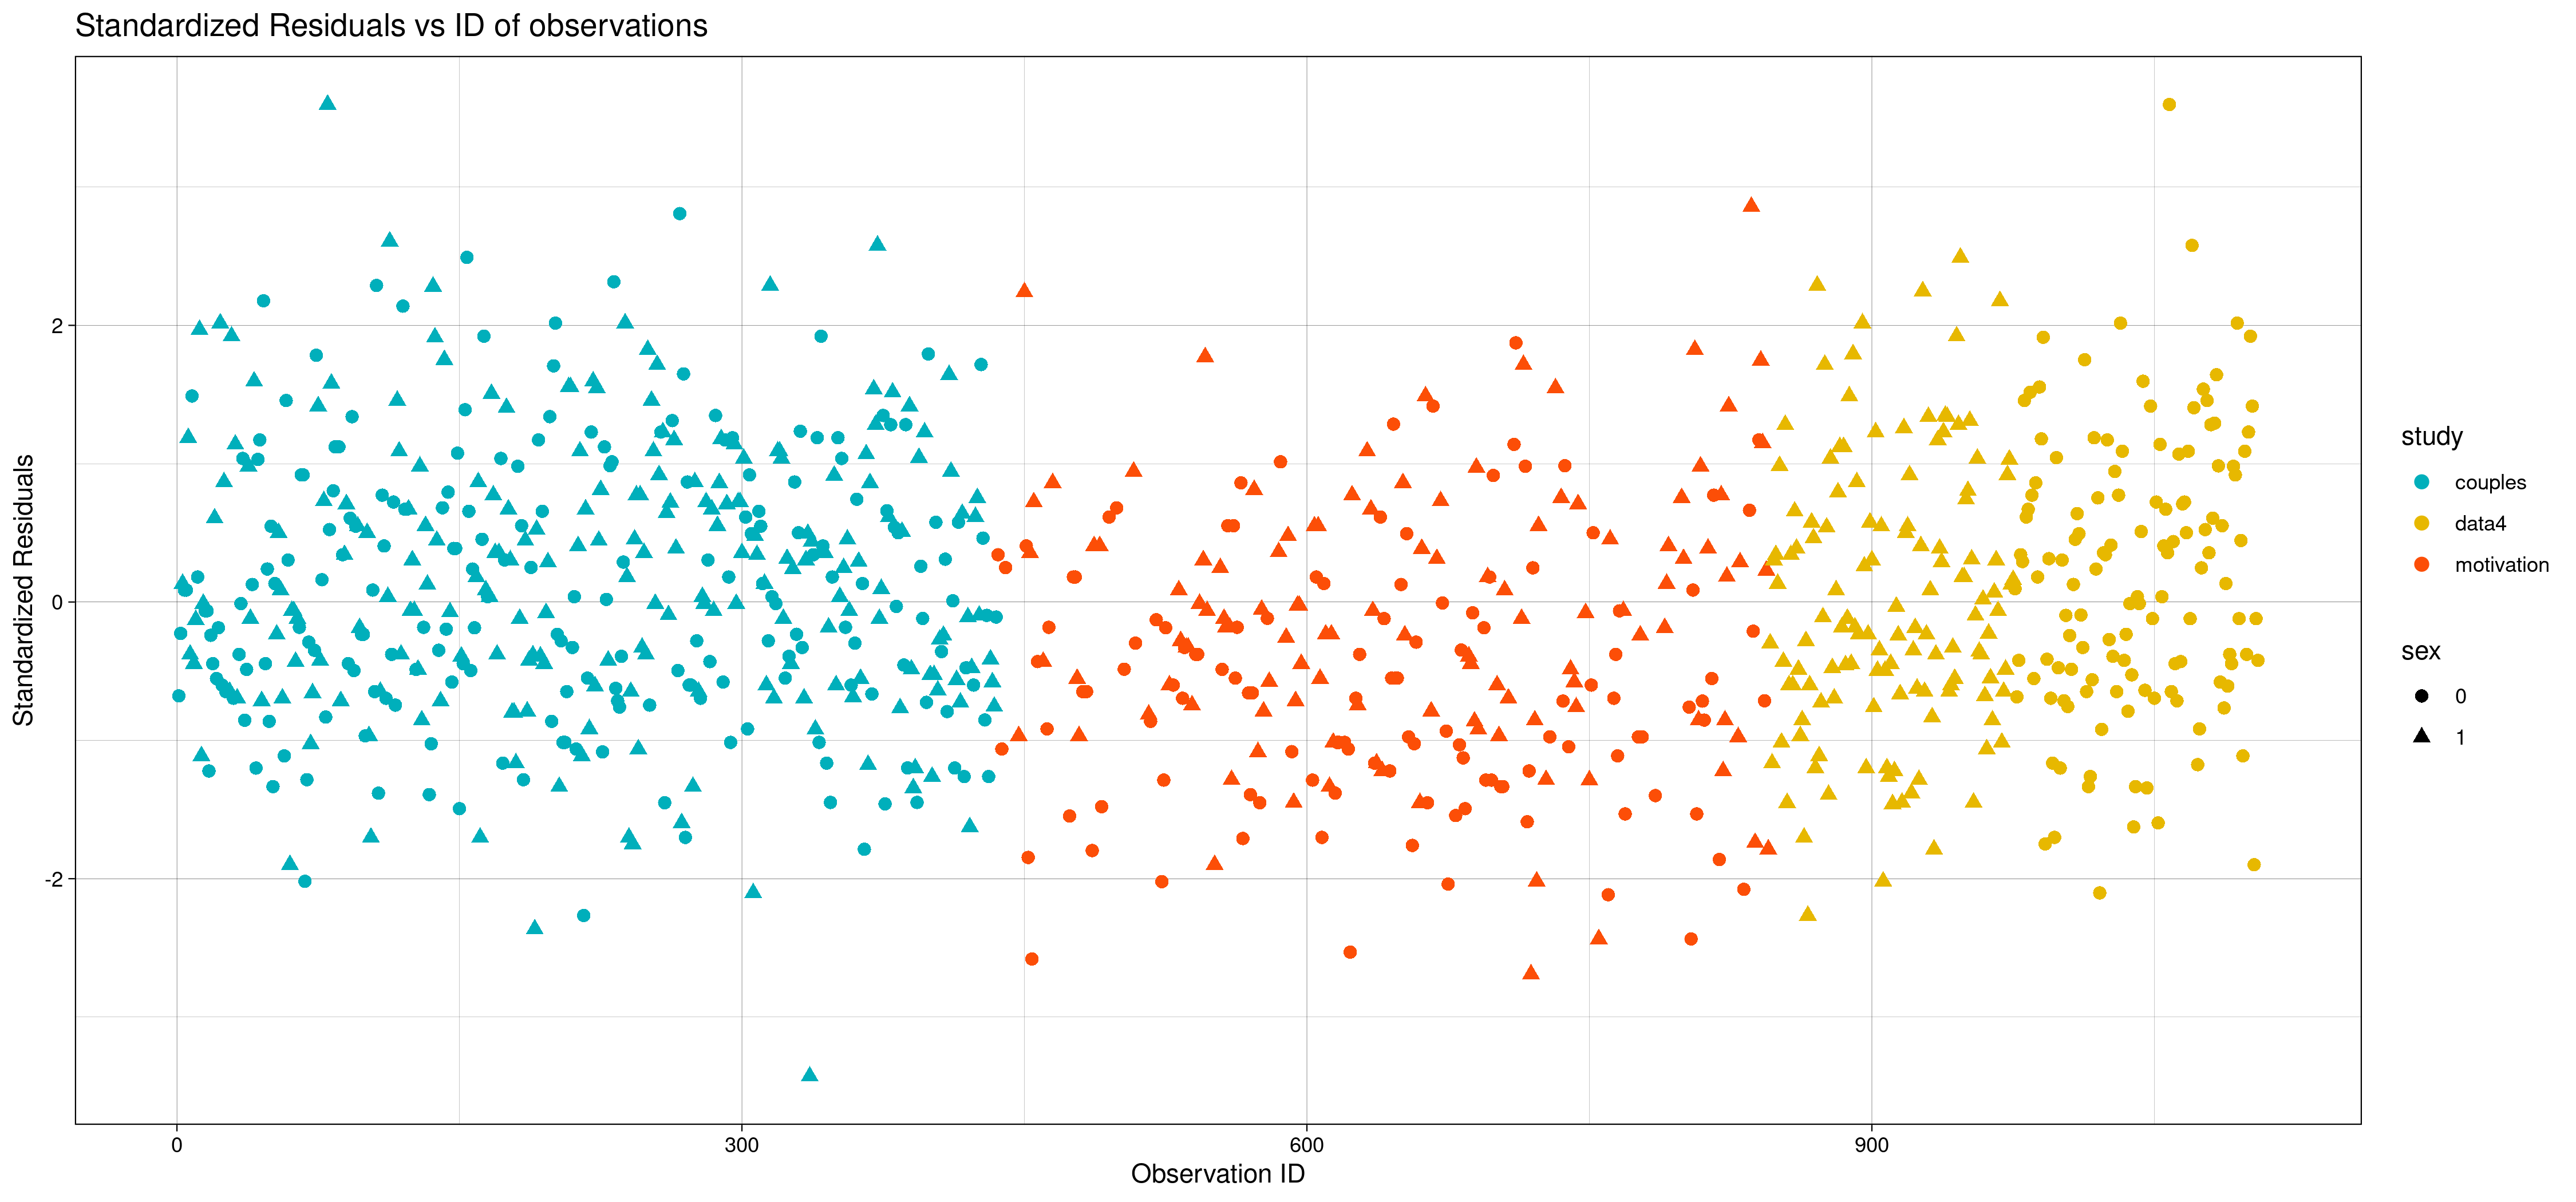 Standardized Residuals vs ID of observations
Standardized Residuals
2
0
-2
0
300
600
900
Observation ID
study
couples
data4
motivation
sex
0
1